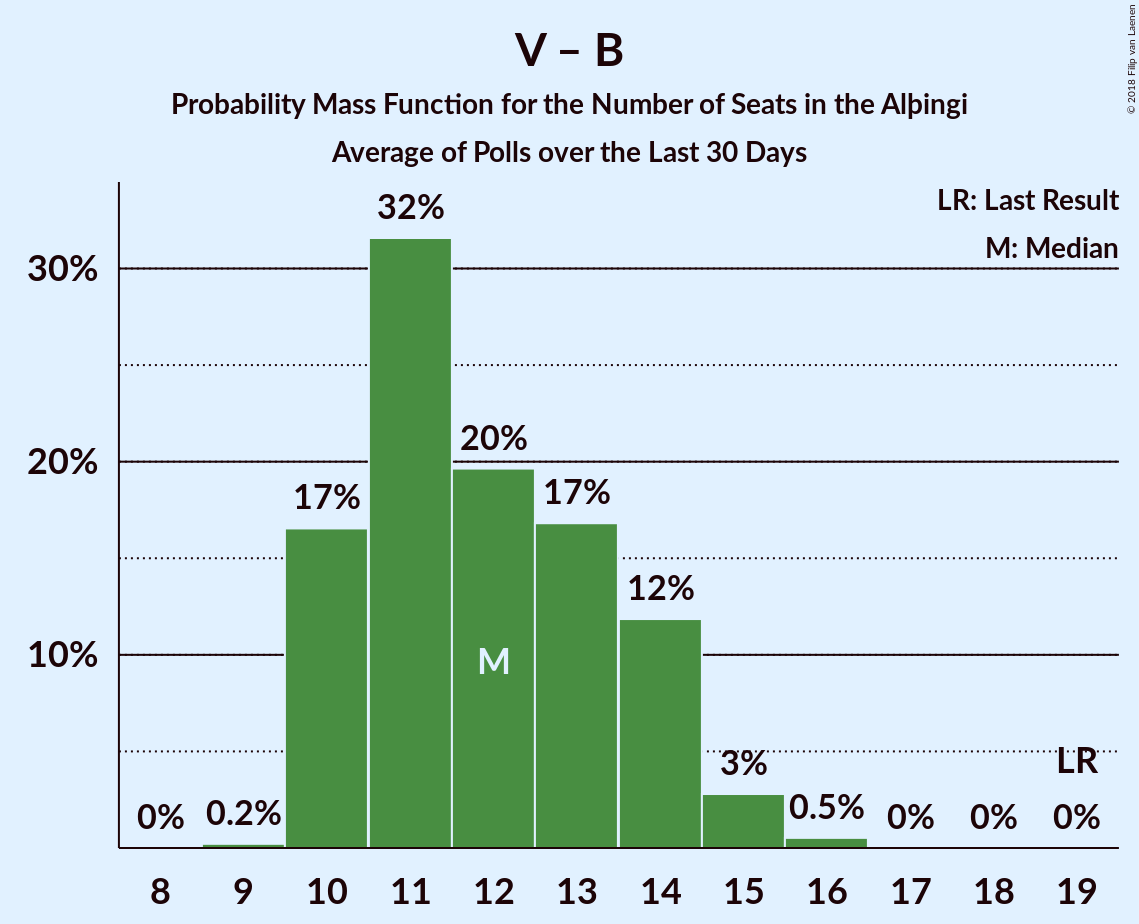 © 2018 Filip van Laenen
V – B
Probability Mass Function for the Number of Seats in the Alþingi
Average of Polls over the Last 30 Days
LR: Last Result
M: Median
30%
20%
10%
0%
0.2%
17%
32%
20%
17%
12%
3%
0.5%
0%
0%
0%
M
LR
8 9 10 11 12 13 14 15 16 17 18 19